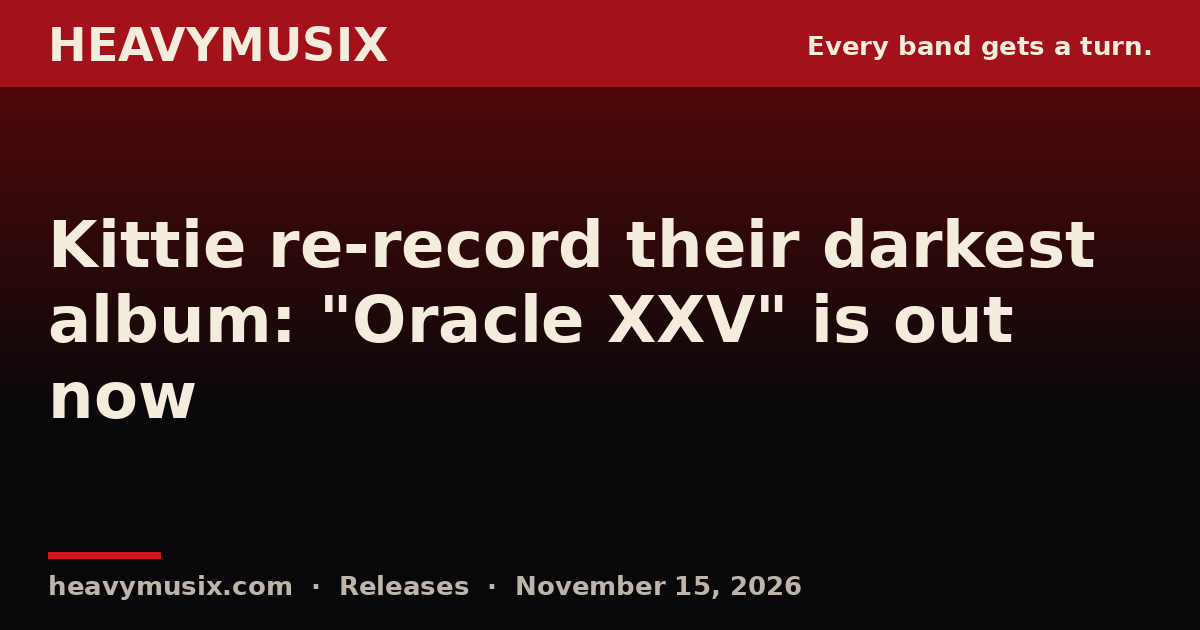 HEAVYMUSIX
Every band gets a turn.
Kittie re-record their darkest
album: "Oracle XXV" is out
now
heavymusix.com · Releases · November 15, 2026